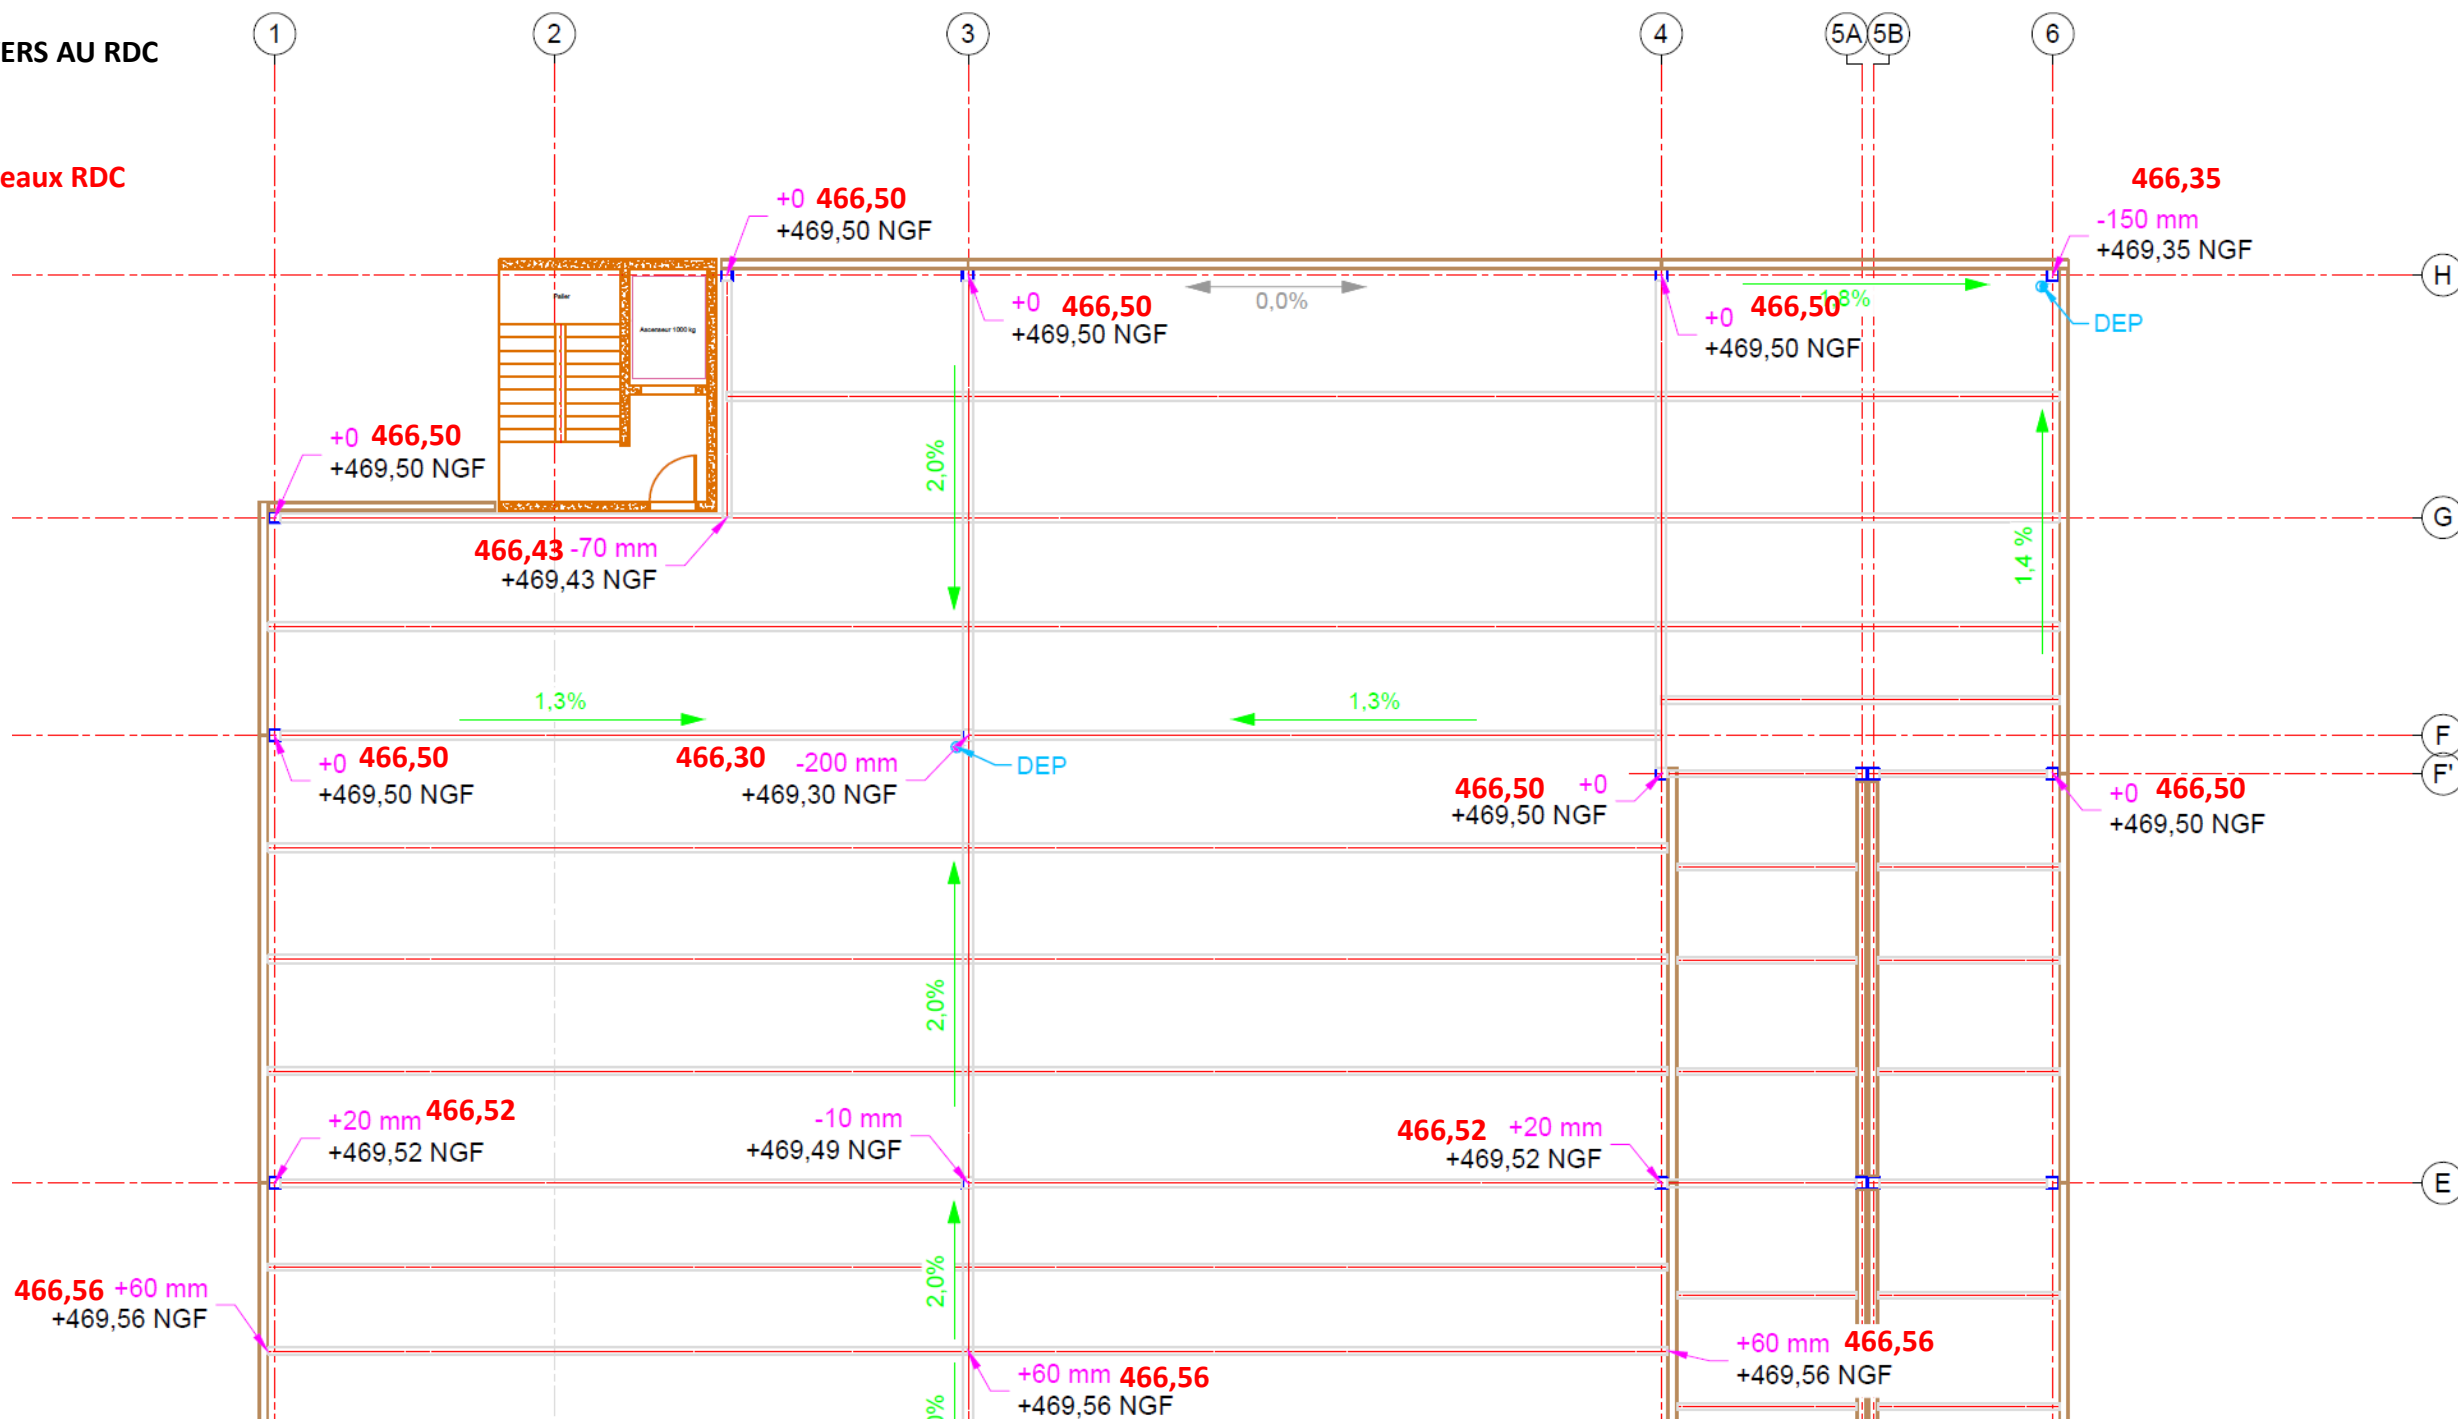 1
2
3
4
5A
5B
6
ERS AU RDC
eaux RDC
466,35
+0 466,50
+469,50 NGF
-150 mm
+469,35 NGF
H
Palier
Ascenseur 1000 kg
+0 466,50
+469,50 NGF
0,0%
+0 466,50
+469,50 NGF
1,8%
DEP
+0 466,50
+469,50 NGF
2,0%
G
466,43 -70 mm
+469,43 NGF
1,4 %
1,3%
1,3%
F
+0 466,50
+469,50 NGF
466,30 -200 mm
+469,30 NGF
DEP
466,50 +0
+469,50 NGF
F'
+0 466,50
+469,50 NGF
2,0%
+20 mm 466,52
+469,52 NGF
-10 mm
+469,49 NGF
466,52 +20 mm
+469,52 NGF
E
2,0%
466,56 +60 mm
+469,56 NGF
+60 mm 466,56
+469,56 NGF
+60 mm 466,56
+469,56 NGF
0%